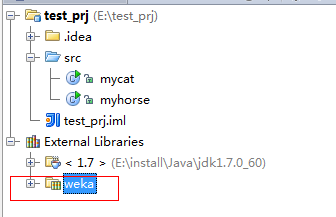 test_prj (E:\test_prj)
.idea
src
mycat
myhorse
test_prj.iml
External Libraries
< 1.7 > (E:\install\Java\jdk1.7.0_60)
weka